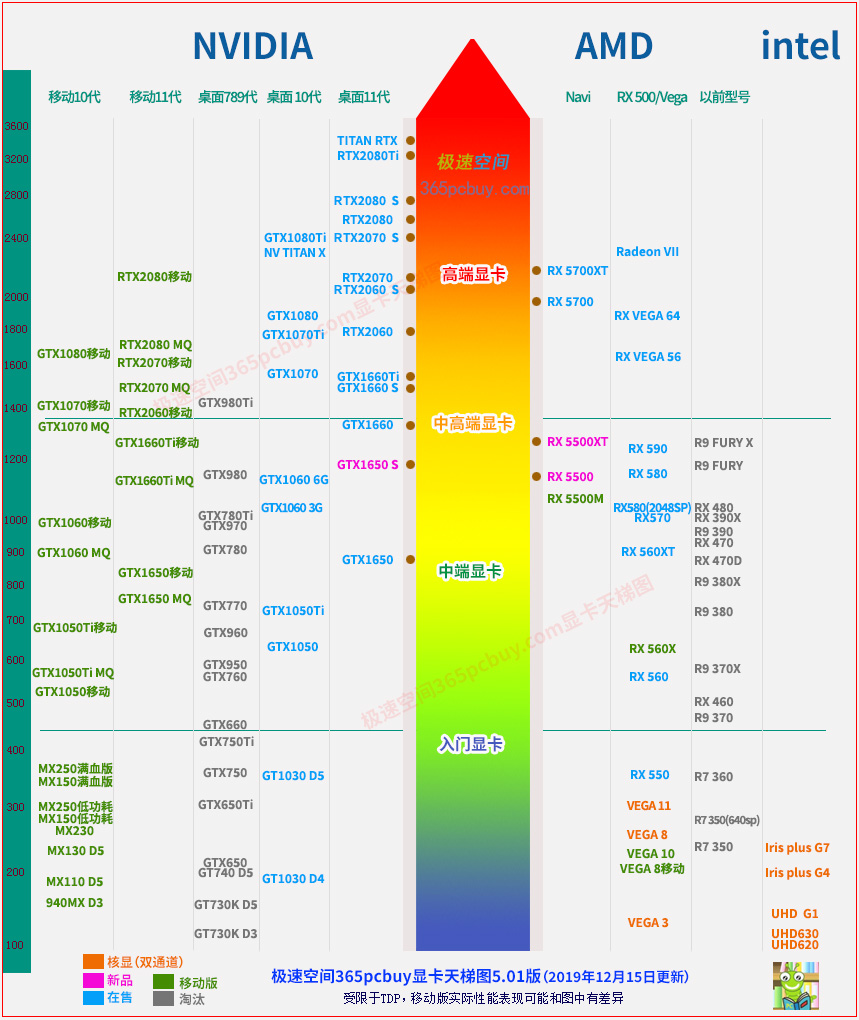 NVIDIA AMD intel
移动10代 移动11代 桌面789代 桌面 10代 桌面11代 Navi RX 500/Vega 以前型号
3600
TITAN RTX
3200 RTX2080Ti
极速空间
365pcbuy.com
2800 RTX2080 S
RTX2080
2400 GTX1080Ti RTX2070 S
NV TITAN X Radeon VII
高端显卡 RX 5700XT
RTX2080移动 RTX2070
RTX2060 S
2000 RX 5700
GTX1080 RX VEGA 64
1800 GTX1070Ti RTX2060
RTX2080 MQ
GTX1080移动 RX VEGA 56
1600 RTX2070移动
GTX1070 GTX1660Ti
RTX2070 MQ GTX1660 S
1400 GTX1070移动 GTX980Ti
RTX2060移动
GTX1070 MQ GTX1660 中高端显卡
GTX1660Ti移动 RX 5500XT R9 FURY X
RX 590
1200 GTX1650 S R9 FURY
GTX1660Ti MQ GTX980 GTX1060 6G RX 5500 RX 580
RX 5500M
GTX1060 3G RX580(2048SP) RX 480
1000 GTX1060移动 GTX780Ti RX570 RX 390X
GTX970 R9 390
RX 470
900 GTX1060 MQ GTX780 GTX1650 RX 560XT RX 470D
GTX1650移动 中端显卡
800 R9 380X
GTX1650 MQ GTX770 GTX1050Ti R9 380
700 GTX1050Ti移动 GTX960
GTX1050 RX 560X
600 GTX950 R9 370X
GTX1050Ti MQ GTX760 RX 560
GTX1050移动
500 RX 460
GTX660 R9 370
GTX750Ti 入门显卡
400
MX250满血版 GTX750 GT1030 D5 RX 550 R7 360
MX150满血版
300 MX250低功耗 GTX650Ti VEGA 11
MX150低功耗 R7 350(640sp)
MX230 VEGA 8
MX130 D5 VEGA 10 R7 350 Iris plus G7
GTX650 VEGA 8移动
200 GT740 D5 Iris plus G4
MX110 D5 GT1030 D4
940MX D3 GT730K D5
UHD G1
VEGA 3
GT730K D3 UHD630
100 UHD620
核显(双通道)
新品 移动版
在售 淘汰
极速空间365pcbuy显卡天梯图5.01版(2019年12月15日更新)
受限于TDP，移动版实际性能表现可能和图中有差异
极速空间365pcbuy.com显卡天梯图
极速空间365pcbuy.com显卡天梯图